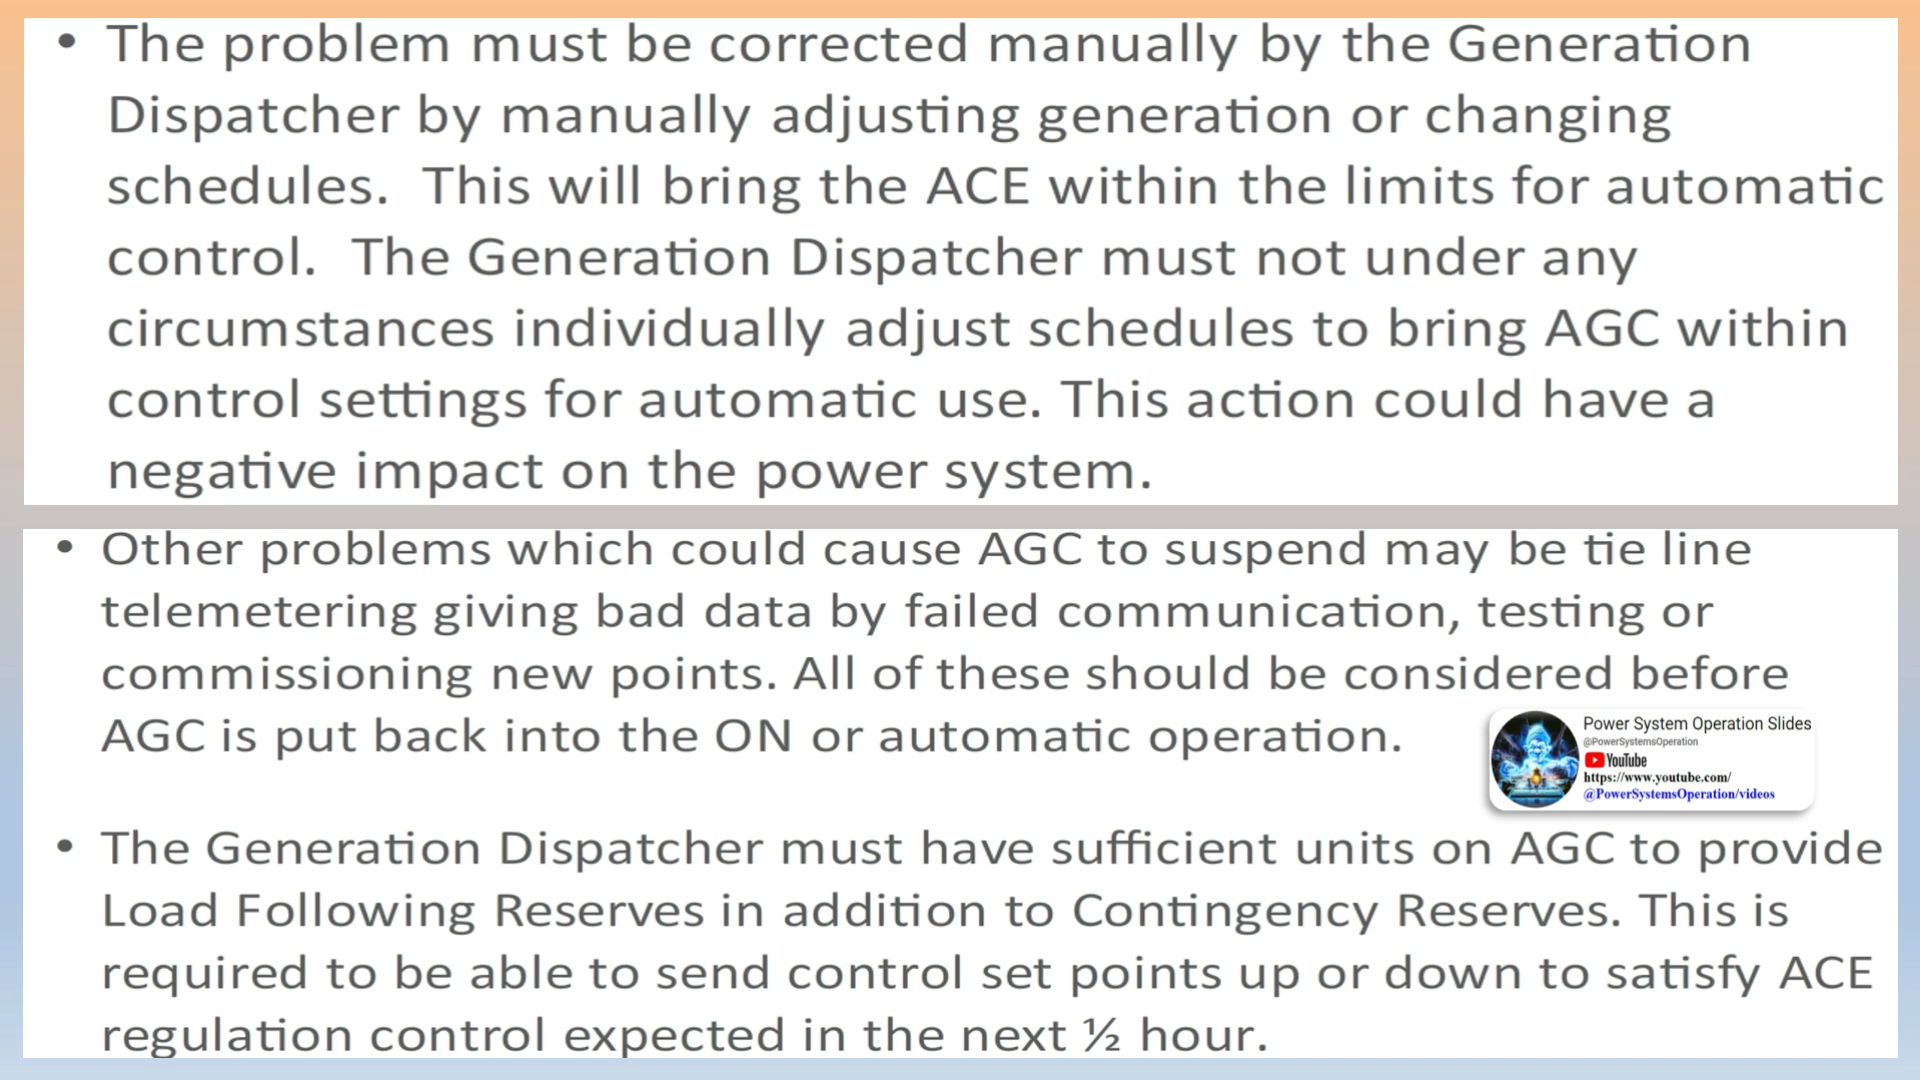 • The problem must be corrected manually by the Generation
Dispatcher by manually adjusting generation or changing
schedules.  This will bring the ACE within the limits for automatic
control.  The Generation Dispatcher must not under any
circumstances individually adjust schedules to bring AGC within
control settings for automatic use. This action could have a
negative impact on the power system.
• Other problems which could cause AGC to suspend may be tie line
telemetering giving bad data by failed communication, testing or
commissioning new points. All of these should be considered before
AGC is put back into the ON or automatic operation.
Power System Operation Slides
@PowerSystemsOperation
YouTube
https://www.youtube.com/
@PowerSystemsOperation/videos
• The Generation Dispatcher must have sufficient units on AGC to provide
Load Following Reserves in addition to Contingency Reserves. This is
required to be able to send control set points up or down to satisfy ACE
regulation control expected in the next ½ hour.